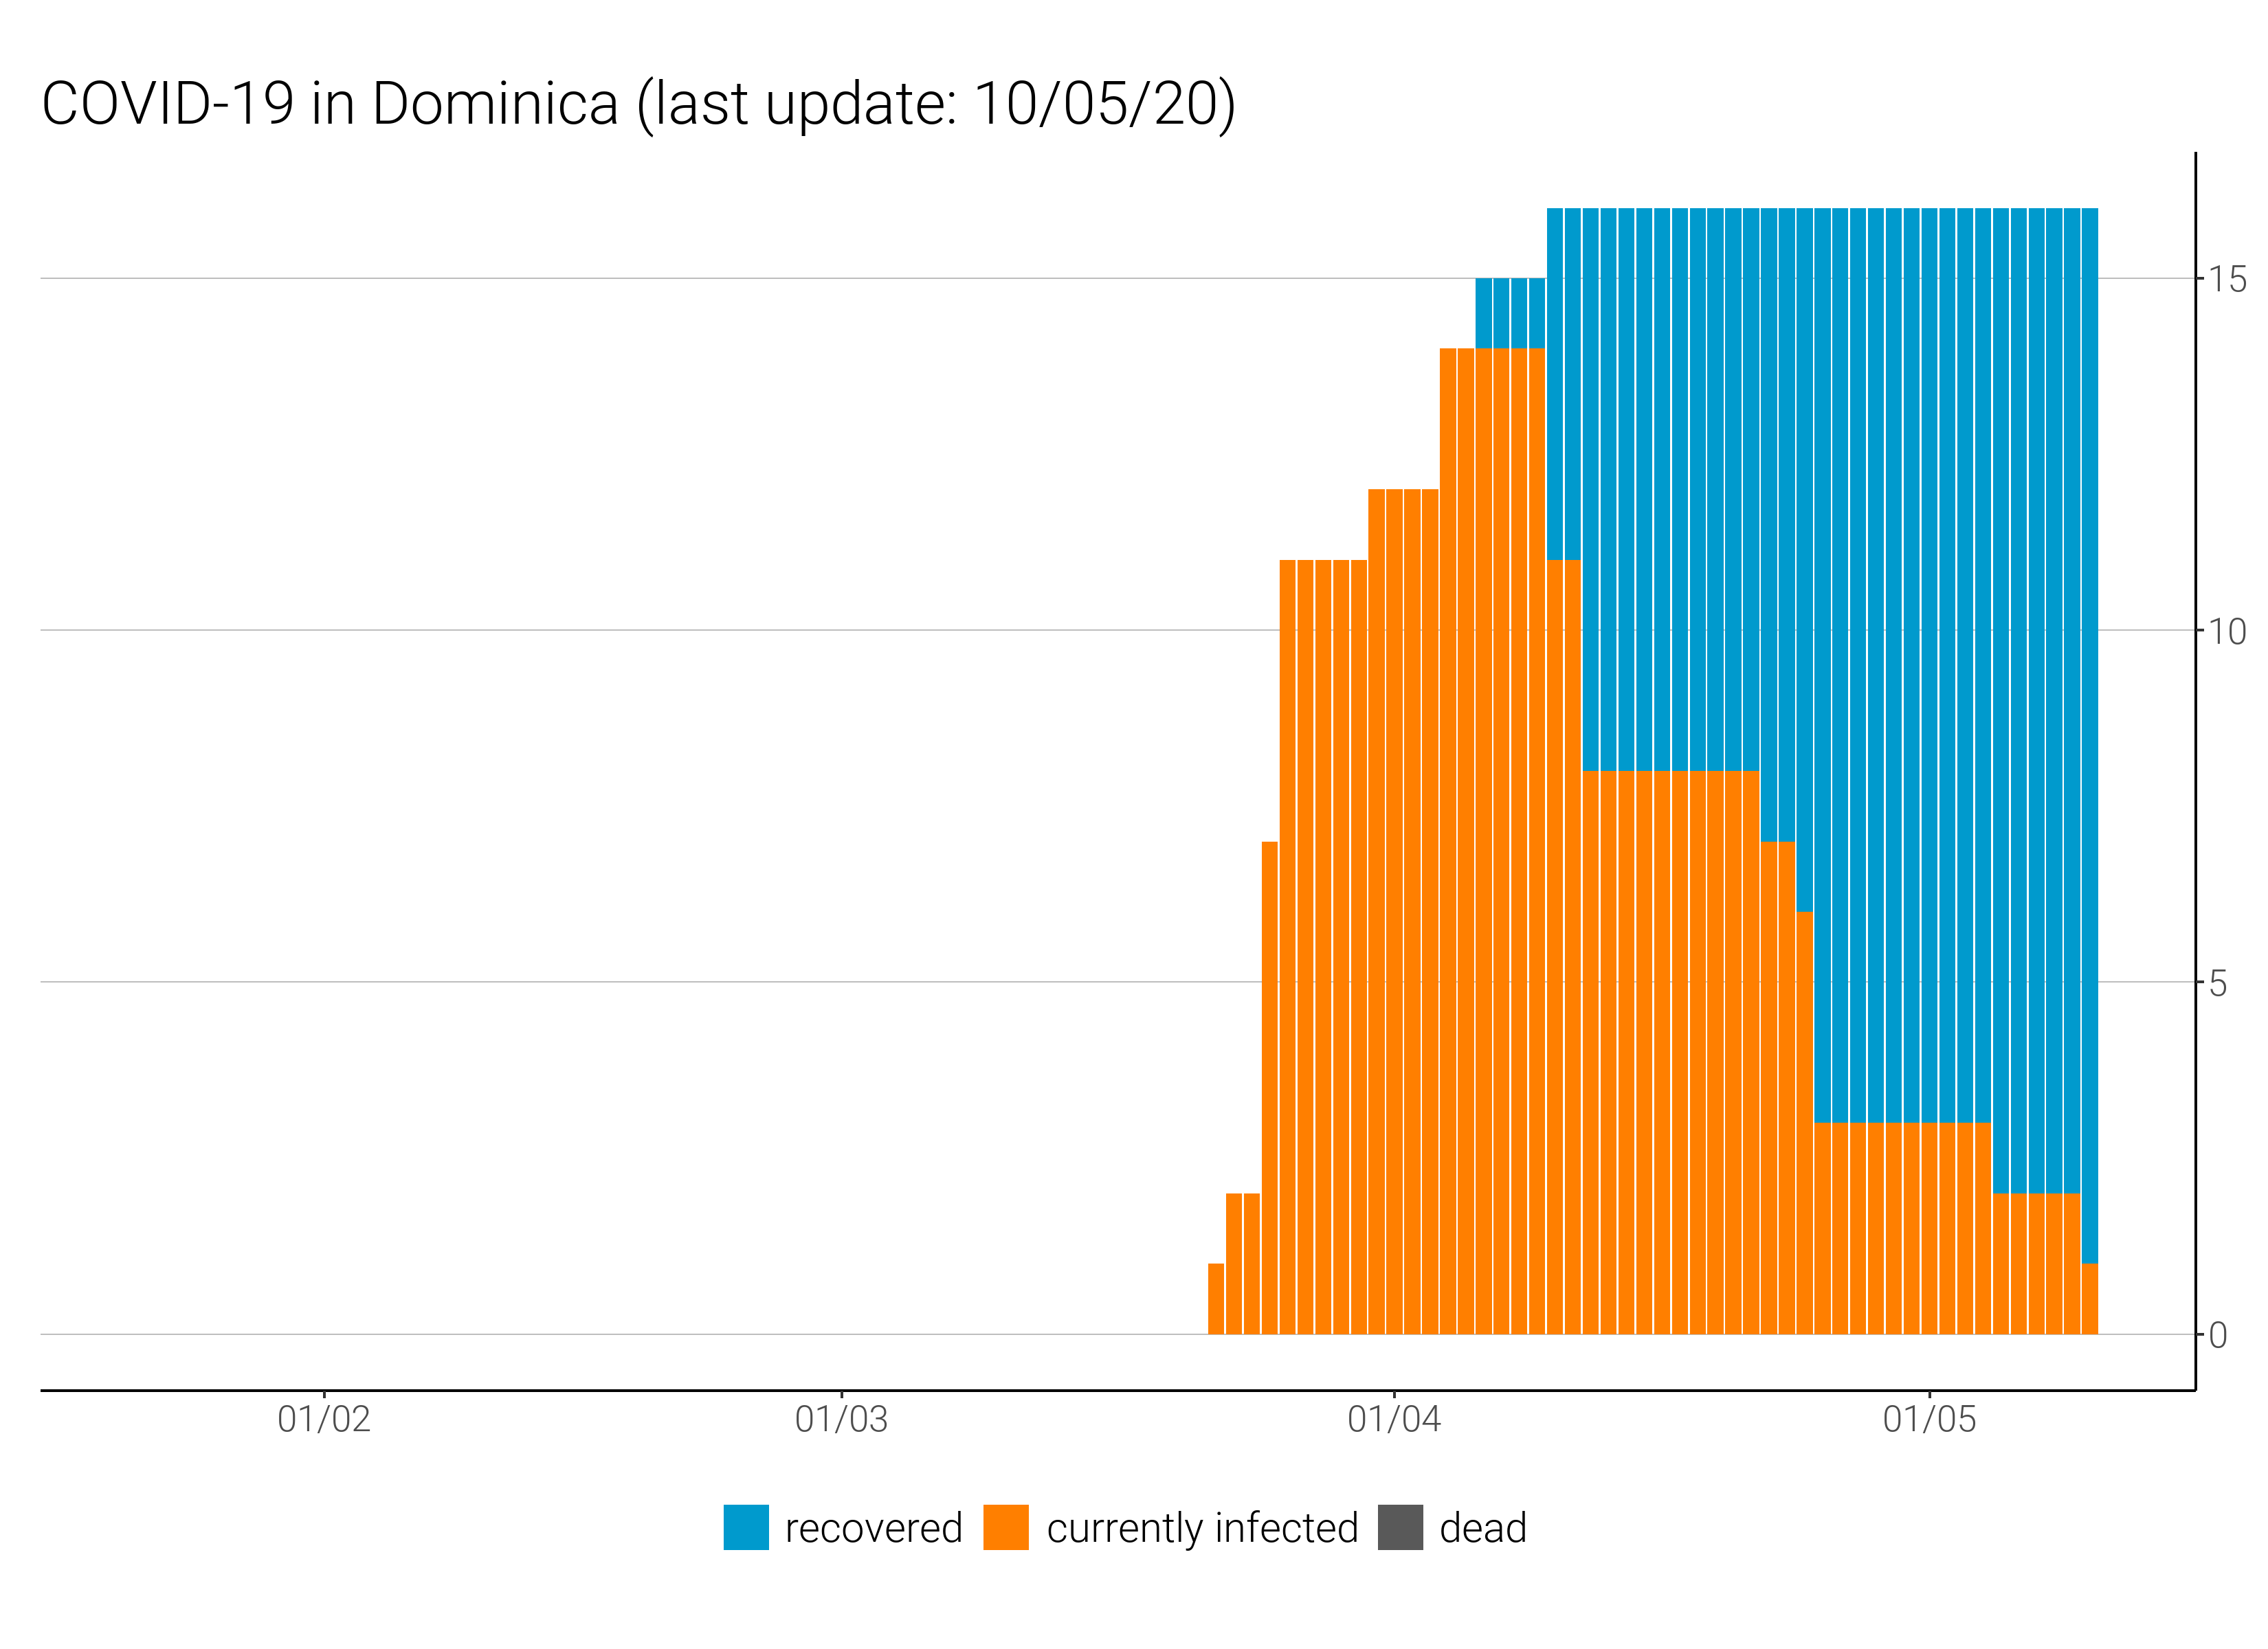 COVID-19 in Dominica (last update: 10/05/20)
15
10
5
0
01/02 01/03 01/04 01/05
recovered currently infected dead